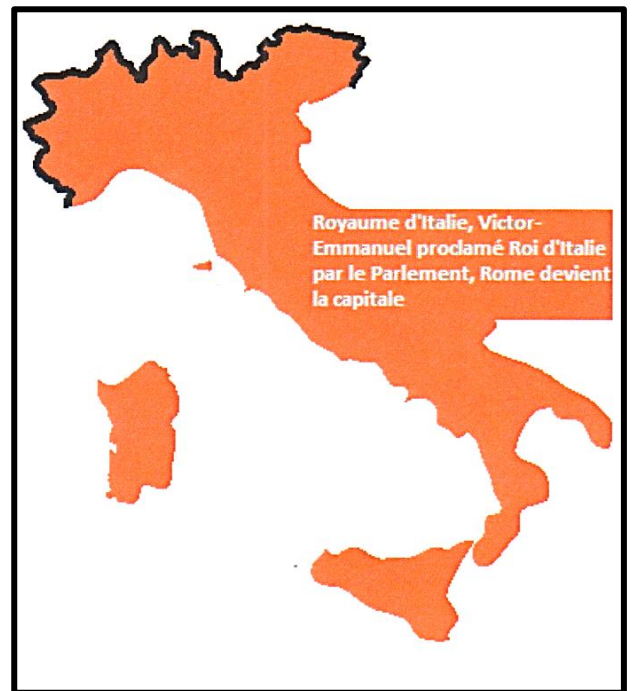 Royaume d'Italie, Victor-
Emmanuel proclamé Roi d'Italie
par le Parlement, Rome devient
la capitale